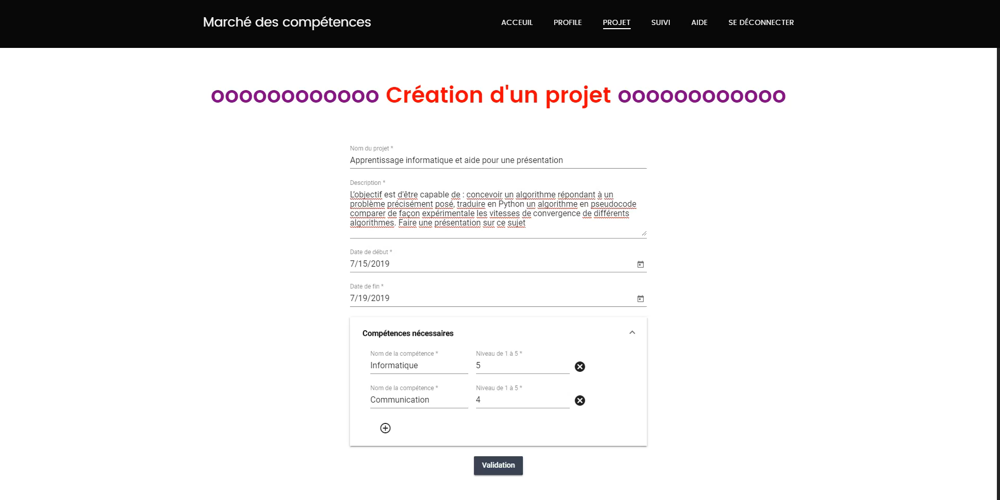 Marché des compétences
ACCEUIL PROFILE PROJET SUIVI AIDE SE DÉCONNECTER
oooooooooooo Création d'un projet oooooooooooo
Nom du projet *
Apprentissage informatique et aide pour une présentation
Description *
L'objectif est d'être capable de : concevoir un algorithme répondant à un
problème précisément posé, traduire en Python un algorithme en pseudocode
comparer de façon expérimentale les vitesses de convergence de différents
algorithmes. Faire une présentation sur ce sujet
Date de début *
7/15/2019
Date de fin *
7/19/2019
Compétences nécessaires
Nom de la compétence * Niveau de 1 à 5 *
Informatique 5
Nom de la compétence * Niveau de 1 à 5 *
Communication 4
Validation